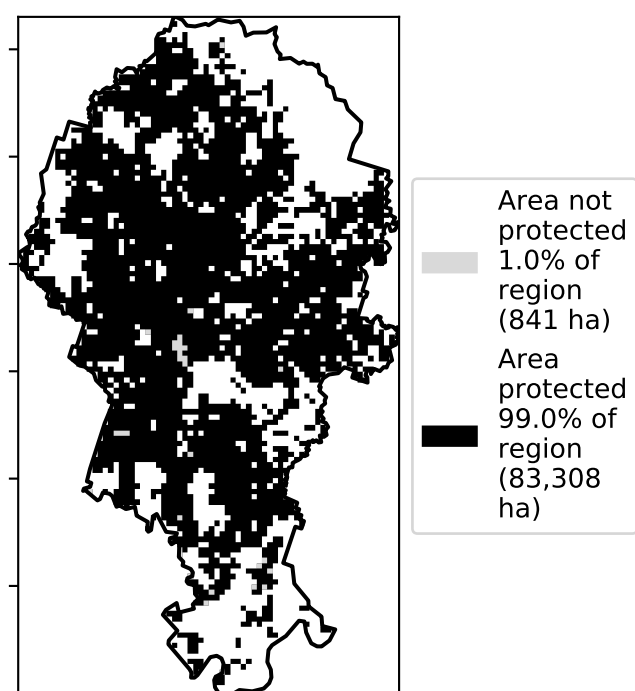 Area not
protected
1.0% of
region
(841 ha)
Area
protected
99.0% of
region
(83,308
ha)